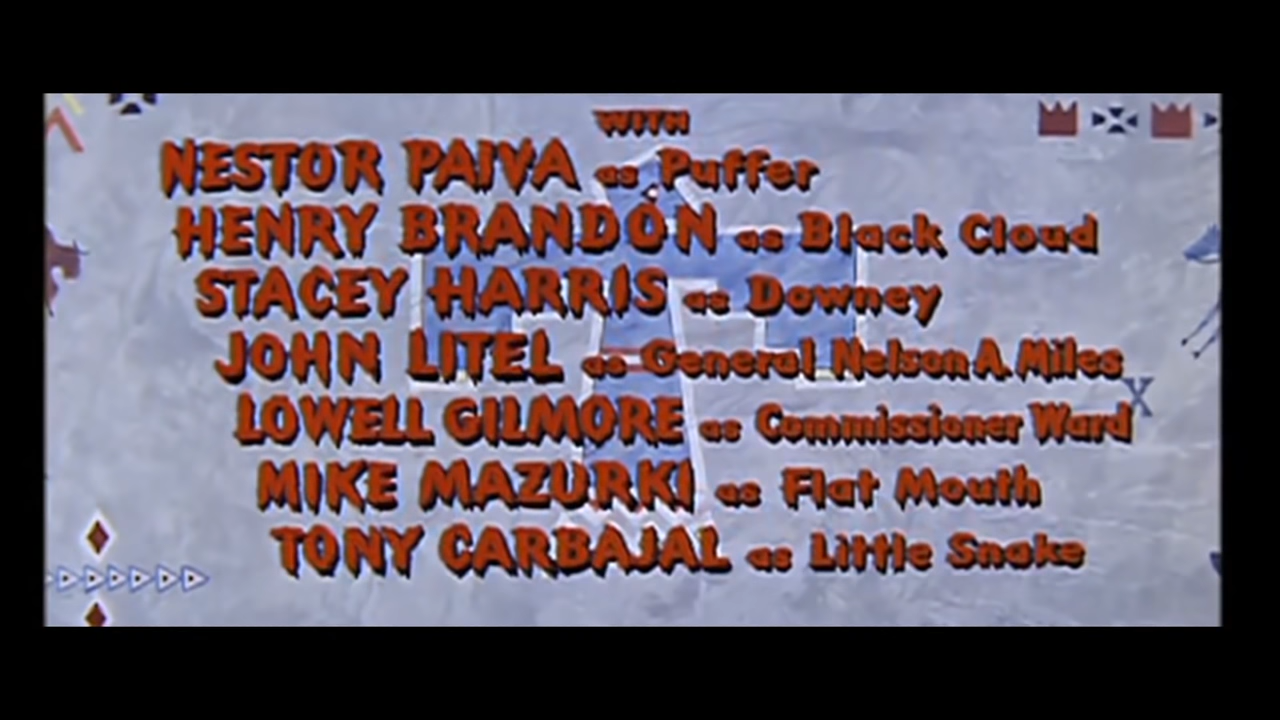 WITH
NESTOR PAIVA as Puffer
HENRY BRANDON as Black Cloud
STACEY HARRIS as Downey
JOHN LITEL as General Nelson A. Miles
LOWELL GILMORE as Commissioner Ward
MIKE MAZURKI as Flat Mouth
TONY CARBAJAL as Little Snake